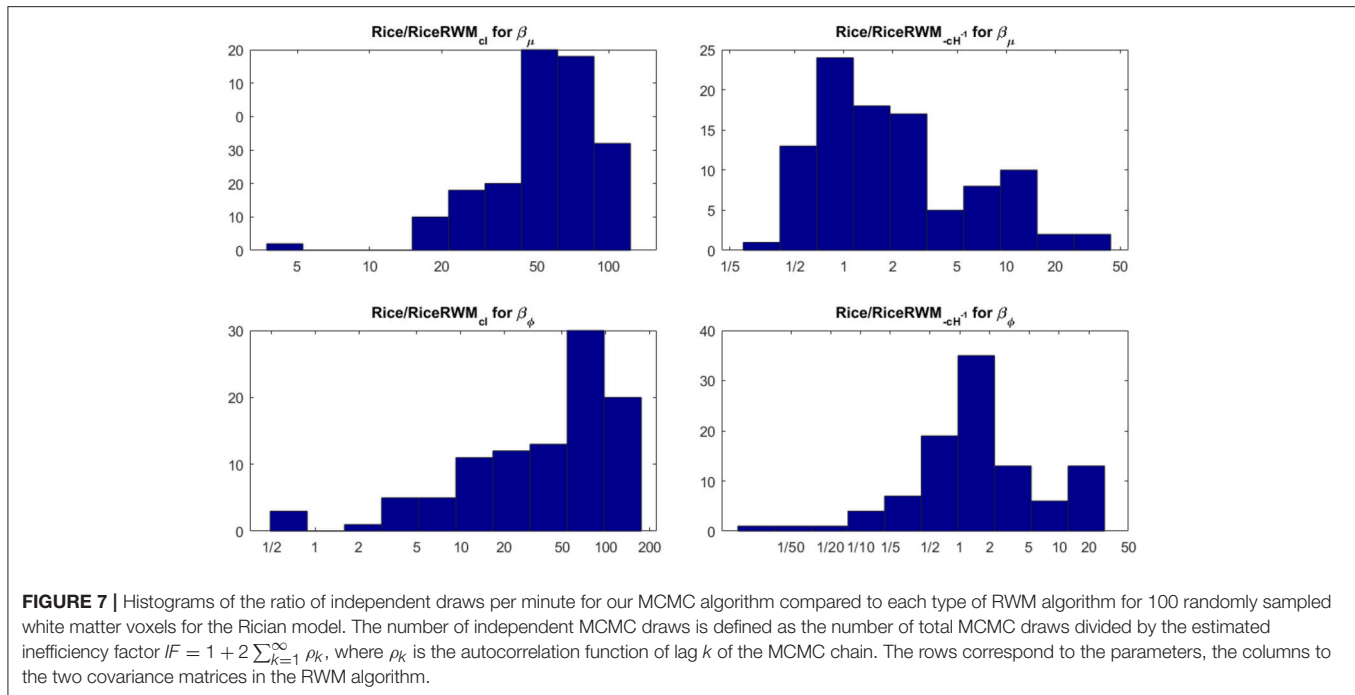 Rice/RiceRWM_cI for β_μ
20
10
0
30
20
10
0
5 10 20 50 100
Rice/RiceRWM_-cH^-1 for β_μ
25
20
15
10
5
0
1/5 1/2 1 2 5 10 20 50
Rice/RiceRWM_cI for β_ϕ
30
20
10
0
1/2 1 2 5 10 20 50 100 200
Rice/RiceRWM_-cH^-1 for β_ϕ
40
30
20
10
0
1/50 1/20 1/10 1/5 1/2 1 2 5 10 20 50
FIGURE 7 | Histograms of the ratio of independent draws per minute for our MCMC algorithm compared to each type of RWM algorithm for 100 randomly sampled
white matter voxels for the Rician model. The number of independent MCMC draws is defined as the number of total MCMC draws divided by the estimated
inefficiency factor IF = 1 + 2 ∑_{k=1}^∞ ρ_k, where ρ_k is the autocorrelation function of lag k of the MCMC chain. The rows correspond to the parameters, the columns to
the two covariance matrices in the RWM algorithm.